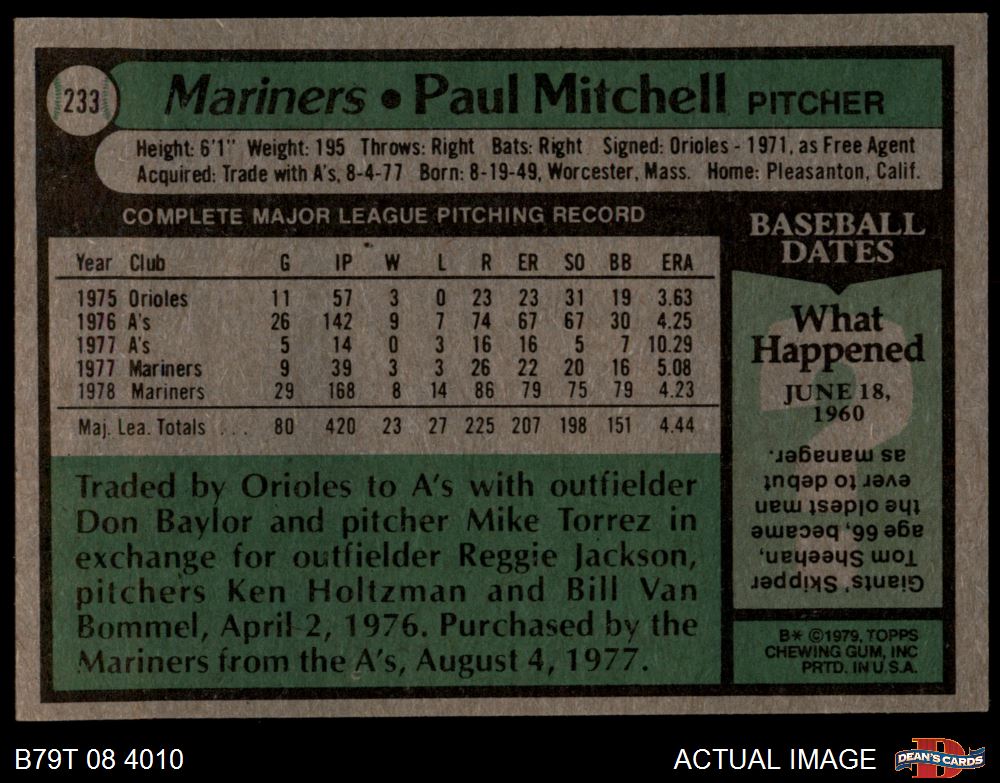 233
Mariners • Paul Mitchell PITCHER
Height: 6'1" Weight: 195 Throws: Right Bats: Right Signed: Orioles - 1971, as Free Agent
Acquired: Trade with A's, 8-4-77 Born: 8-19-49, Worcester, Mass. Home: Pleasanton, Calif.
COMPLETE MAJOR LEAGUE PITCHING RECORD
Year Club G IP W L R ER SO BB ERA
1975 Orioles 11 57 3 0 23 23 31 19 3.63
1976 A's 26 142 9 7 74 67 67 30 4.25
1977 A's 5 14 0 3 16 16 5 7 10.29
1977 Mariners 9 39 3 3 26 22 20 16 5.08
1978 Mariners 29 168 8 14 86 79 75 79 4.23
Maj. Lea. Totals . . . 80 420 23 27 225 207 198 151 4.44
Traded by Orioles to A's with outfielder
Don Baylor and pitcher Mike Torrez in
exchange for outfielder Reggie Jackson,
pitchers Ken Holtzman and Bill Van
Bommel, April 2, 1976. Purchased by the
Mariners from the A's, August 4, 1977.
BASEBALL
DATES
What
Happened
JUNE 18,
1960
Giants' Skipper
Tom Sheehan,
age 66, became
the oldest man
ever to debut
as manager.
B* ©1979, TOPPS
CHEWING GUM, INC
PRTD. IN U.S.A.
B79T 08 4010
ACTUAL IMAGE
D
DEAN'S CARDS